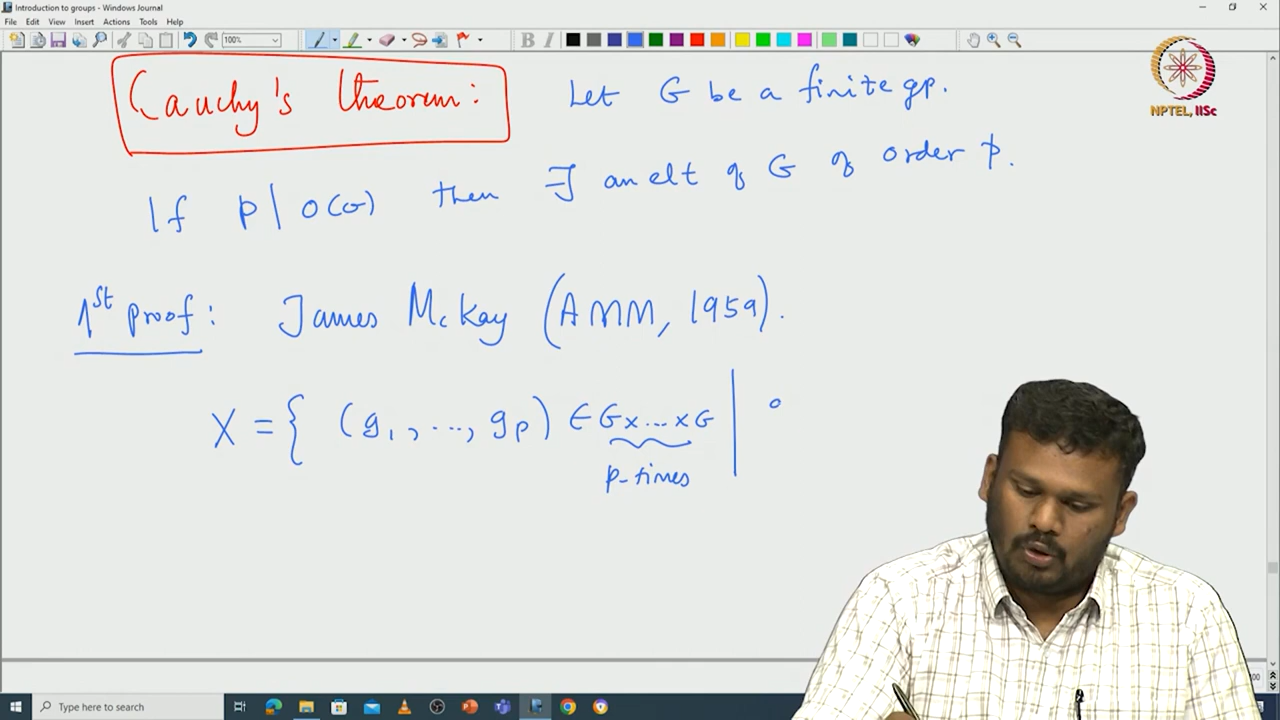 Introduction to groups - Windows Journal
File Edit View Insert Actions Tools Help
100%
B I
NPTEL, IISc
Cauchy's theorem: Let G be a finite gp.
If p | o(G) then ∃ an elt of G of order p.
1st proof: James McKay (AMM, 1959).
X = { (g1, ..., gp) ∈ G x ... x G |
p-times
Type here to search